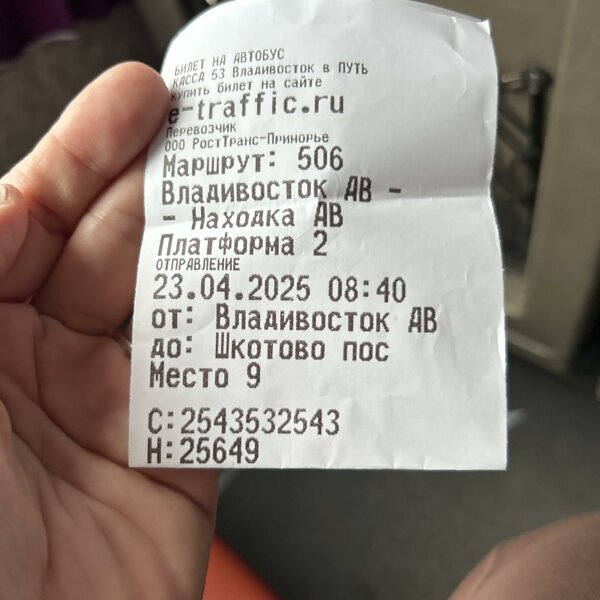 БИЛЕТ НА АВТОБУС
КАССА 53 Владивосток в ПУТЬ
Купить билет на сайте
e-traffic.ru
Перевозчик
ООО РостТранс-Приморье
Маршрут: 506
Владивосток АВ -
- Находка АВ
Платформа 2
ОТПРАВЛЕНИЕ
23.04.2025 08:40
от: Владивосток АВ
до: Шкотово пос
Место 9
С:2543532543
Н:25649